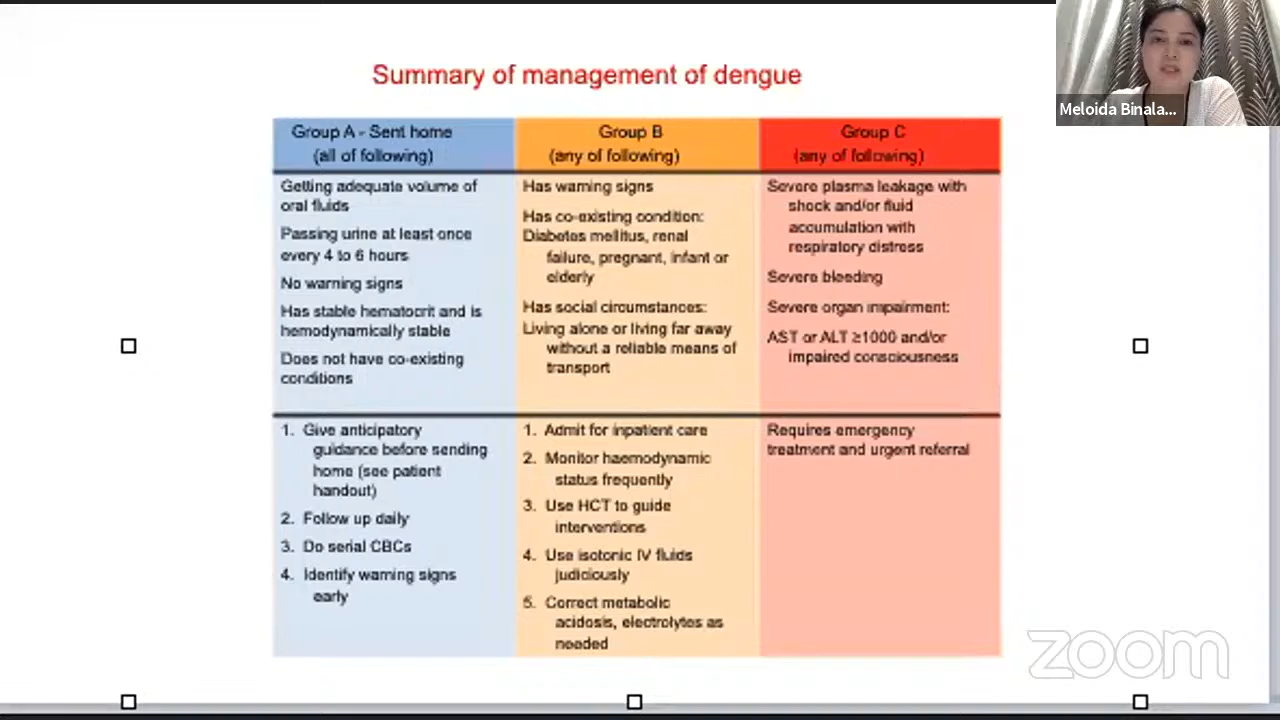 Summary of management of dengue
Meloida Binala...
Group A - Sent home
(all of following)
Getting adequate volume of
oral fluids
Passing urine at least once
every 4 to 6 hours
No warning signs
Has stable hematocrit and is
hemodynamically stable
Does not have co-existing
conditions
1. Give anticipatory
guidance before sending
home (see patient
handout)
2. Follow up daily
3. Do serial CBCs
4. Identify warning signs
early
Group B
(any of following)
Has warning signs
Has co-existing condition:
Diabetes mellitus, renal
failure, pregnant, infant or
elderly
Has social circumstances:
Living alone or living far away
without a reliable means of
transport
1. Admit for inpatient care
2. Monitor haemodynamic
status frequently
3. Use HCT to guide
interventions
4. Use isotonic IV fluids
judiciously
5. Correct metabolic
acidosis, electrolytes as
needed
Group C
(any of following)
Severe plasma leakage with
shock and/or fluid
accumulation with
respiratory distress
Severe bleeding
Severe organ impairment:
AST or ALT ≥1000 and/or
impaired consciousness
Requires emergency
treatment and urgent referral
zoom